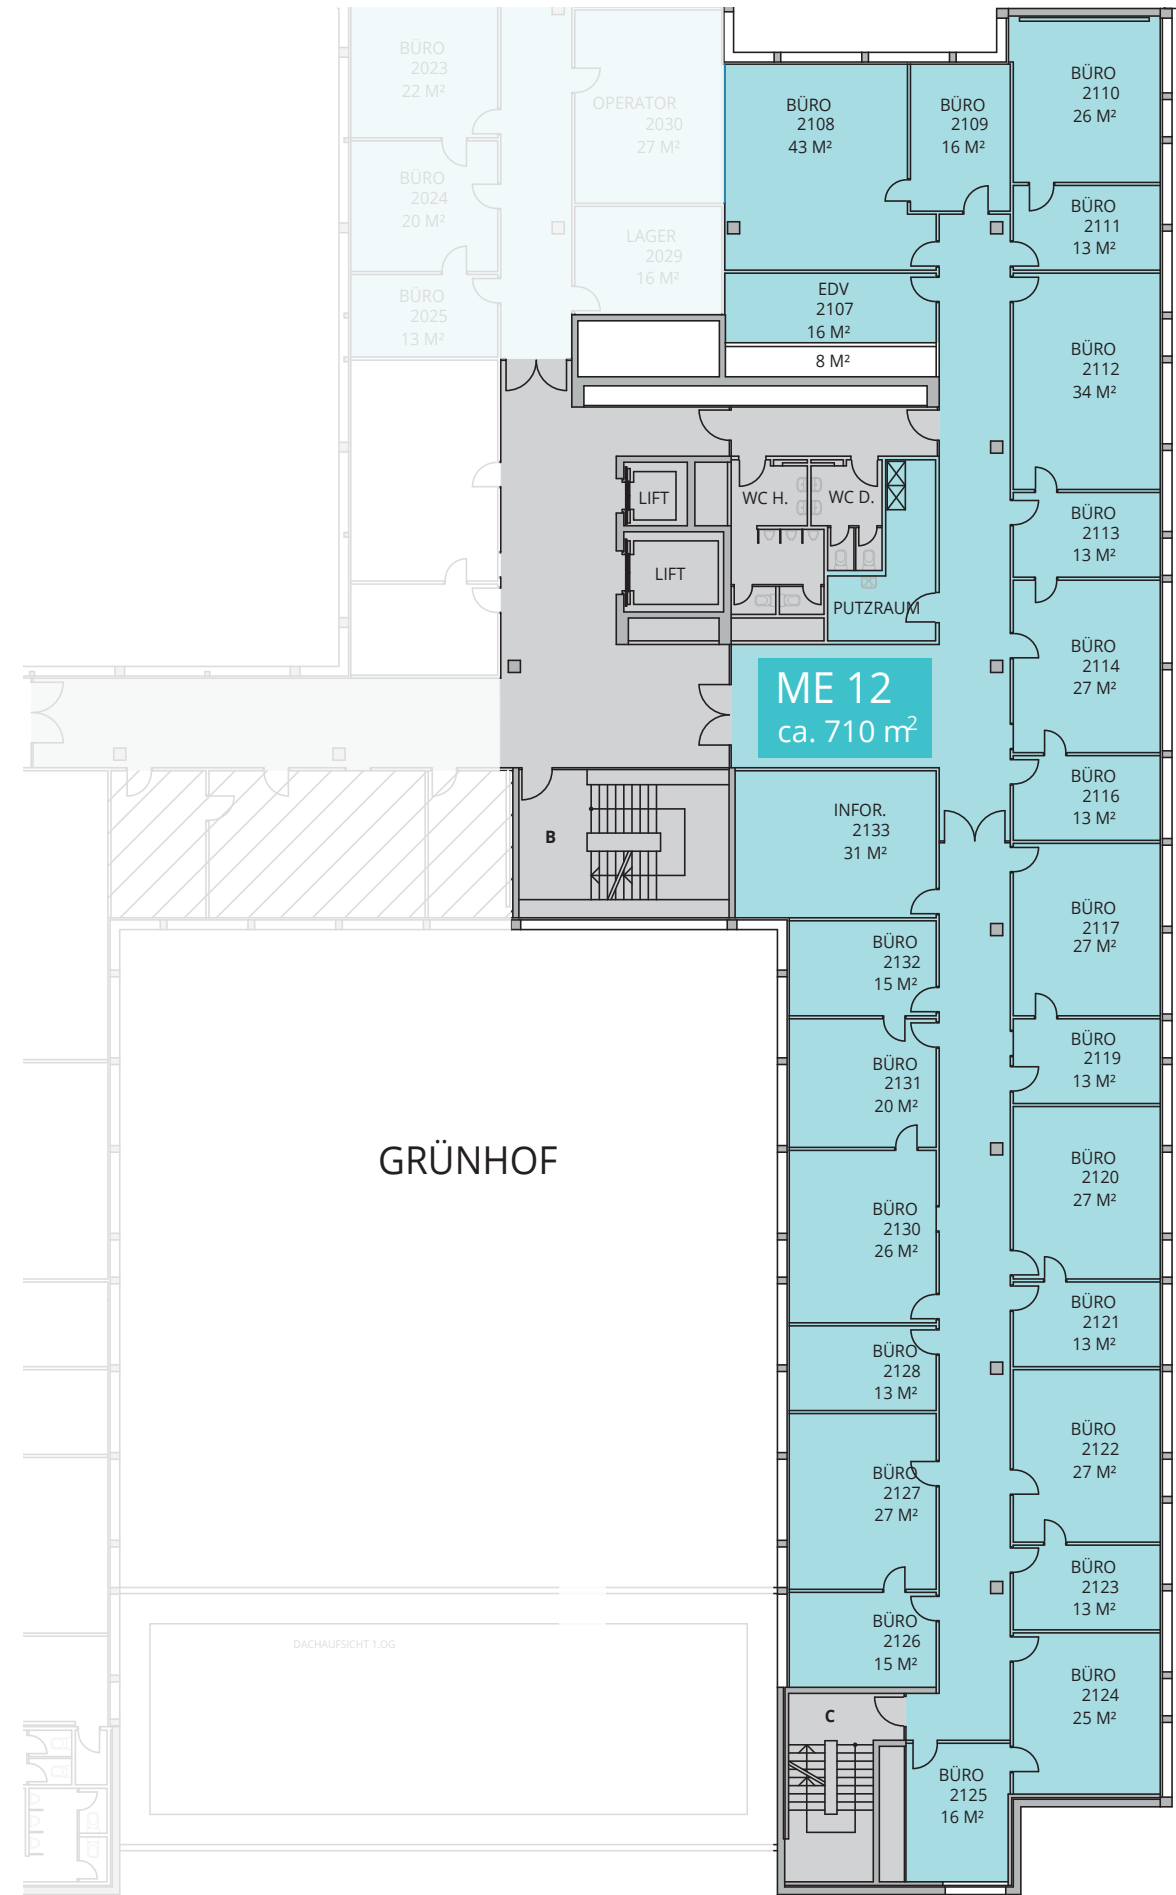 BÜRO
2023
22 M²
BÜRO
2024
20 M²
BÜRO
2025
13 M²
OPERATOR
2030
27 M²
LAGER
2029
16 M²
BÜRO
2108
43 M²
BÜRO
2109
16 M²
BÜRO
2110
26 M²
BÜRO
2111
13 M²
EDV
2107
16 M²
8 M²
BÜRO
2112
34 M²
LIFT
WC H.
WC D.
BÜRO
2113
13 M²
LIFT
PUTZRAUM
BÜRO
2114
27 M²
ME 12
ca. 710 m²
BÜRO
2116
13 M²
B
INFOR.
2133
31 M²
BÜRO
2117
27 M²
BÜRO
2132
15 M²
BÜRO
2119
13 M²
BÜRO
2131
20 M²
GRÜNHOF
BÜRO
2120
27 M²
BÜRO
2130
26 M²
BÜRO
2121
13 M²
BÜRO
2128
13 M²
BÜRO
2122
27 M²
BÜRO
2127
27 M²
BÜRO
2123
13 M²
BÜRO
2126
15 M²
DACHAUFSICHT 1.OG
BÜRO
2124
25 M²
C
BÜRO
2125
16 M²